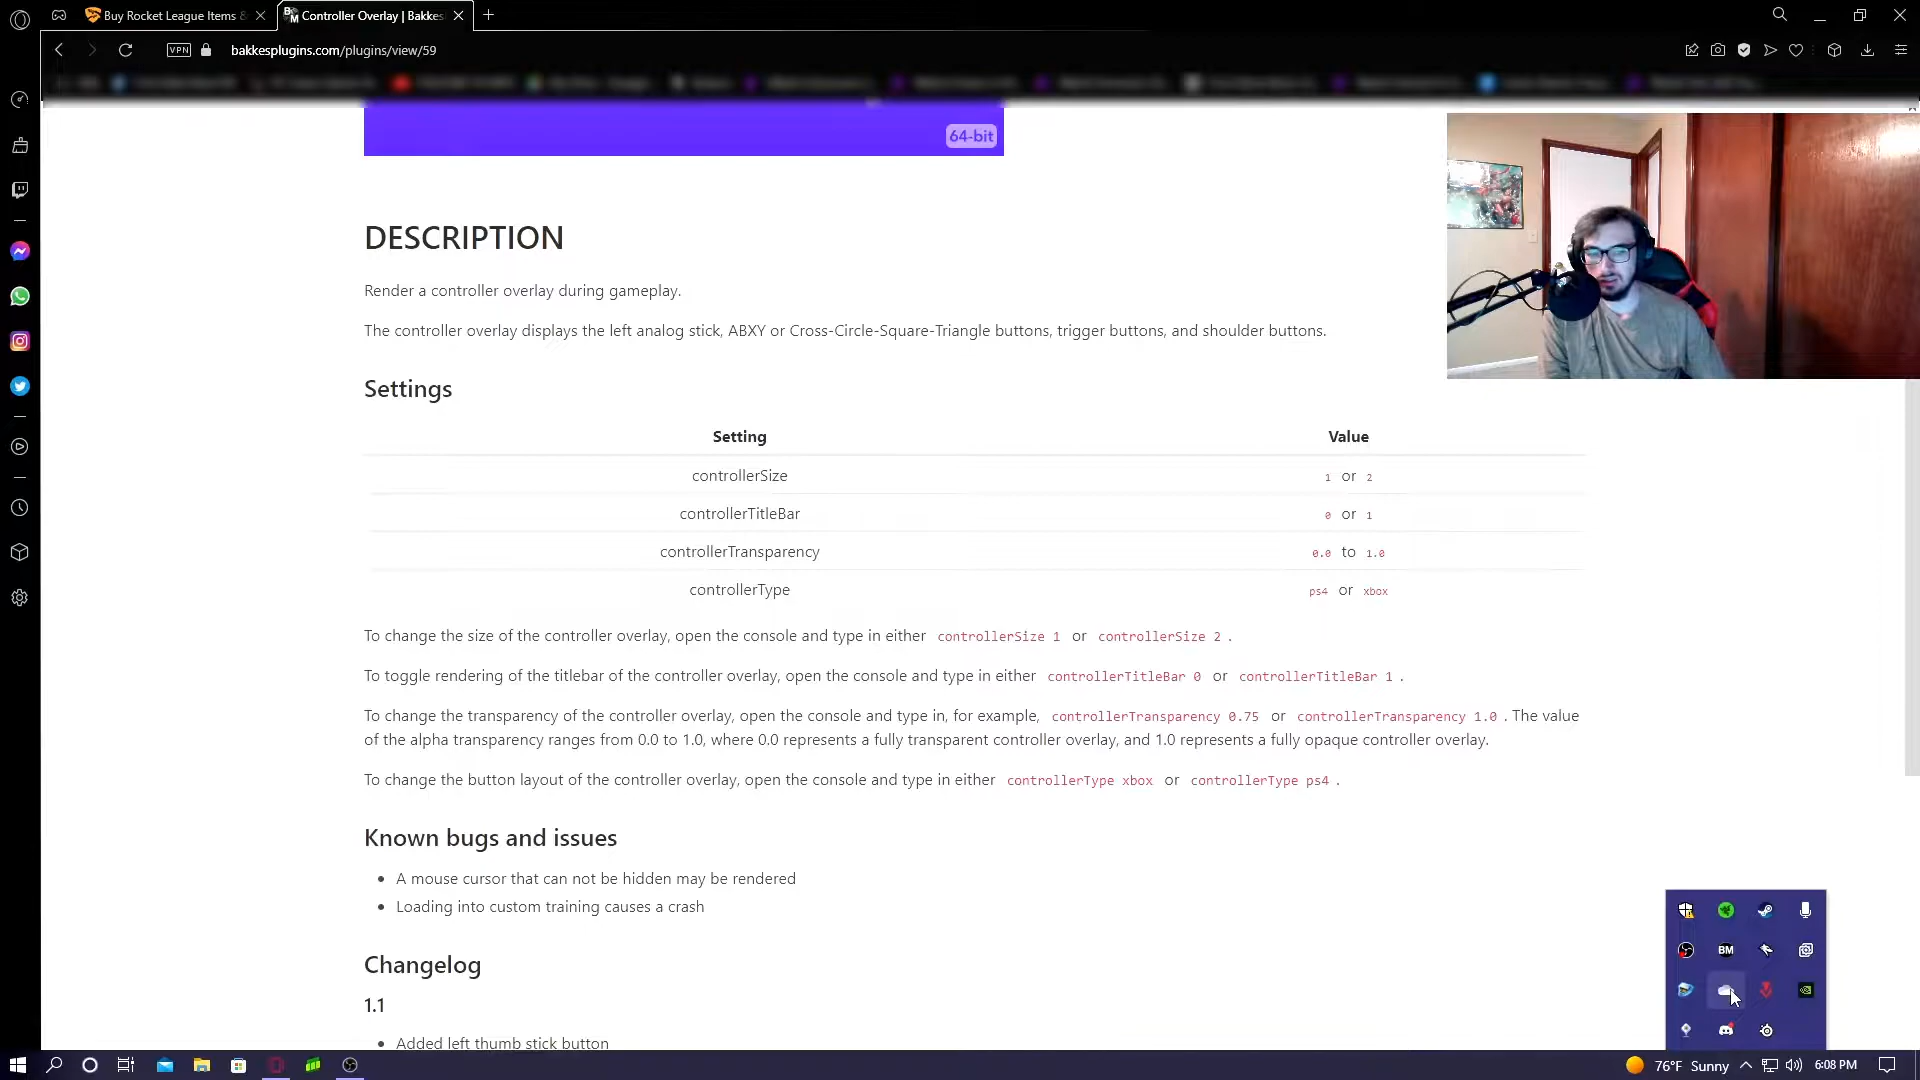 Buy Rocket League Items &
Controller Overlay | Bakkes
VPN
bakkesplugins.com/plugins/view/59
64-bit
DESCRIPTION
Render a controller overlay during gameplay.
The controller overlay displays the left analog stick, ABXY or Cross-Circle-Square-Triangle buttons, trigger buttons, and shoulder buttons.
Settings
Setting Value
controllerSize 1 or 2
controllerTitleBar 0 or 1
controllerTransparency 0.0 to 1.0
controllerType ps4 or xbox
To change the size of the controller overlay, open the console and type in either controllerSize 1 or controllerSize 2 .
To toggle rendering of the titlebar of the controller overlay, open the console and type in either controllerTitleBar 0 or controllerTitleBar 1 .
To change the transparency of the controller overlay, open the console and type in, for example, controllerTransparency 0.75 or controllerTransparency 1.0 . The value
of the alpha transparency ranges from 0.0 to 1.0, where 0.0 represents a fully transparent controller overlay, and 1.0 represents a fully opaque controller overlay.
To change the button layout of the controller overlay, open the console and type in either controllerType xbox or controllerType ps4 .
Known bugs and issues
• A mouse cursor that can not be hidden may be rendered
• Loading into custom training causes a crash
BM
Changelog
1.1
• Added left thumb stick button
76°F Sunny 6:08 PM